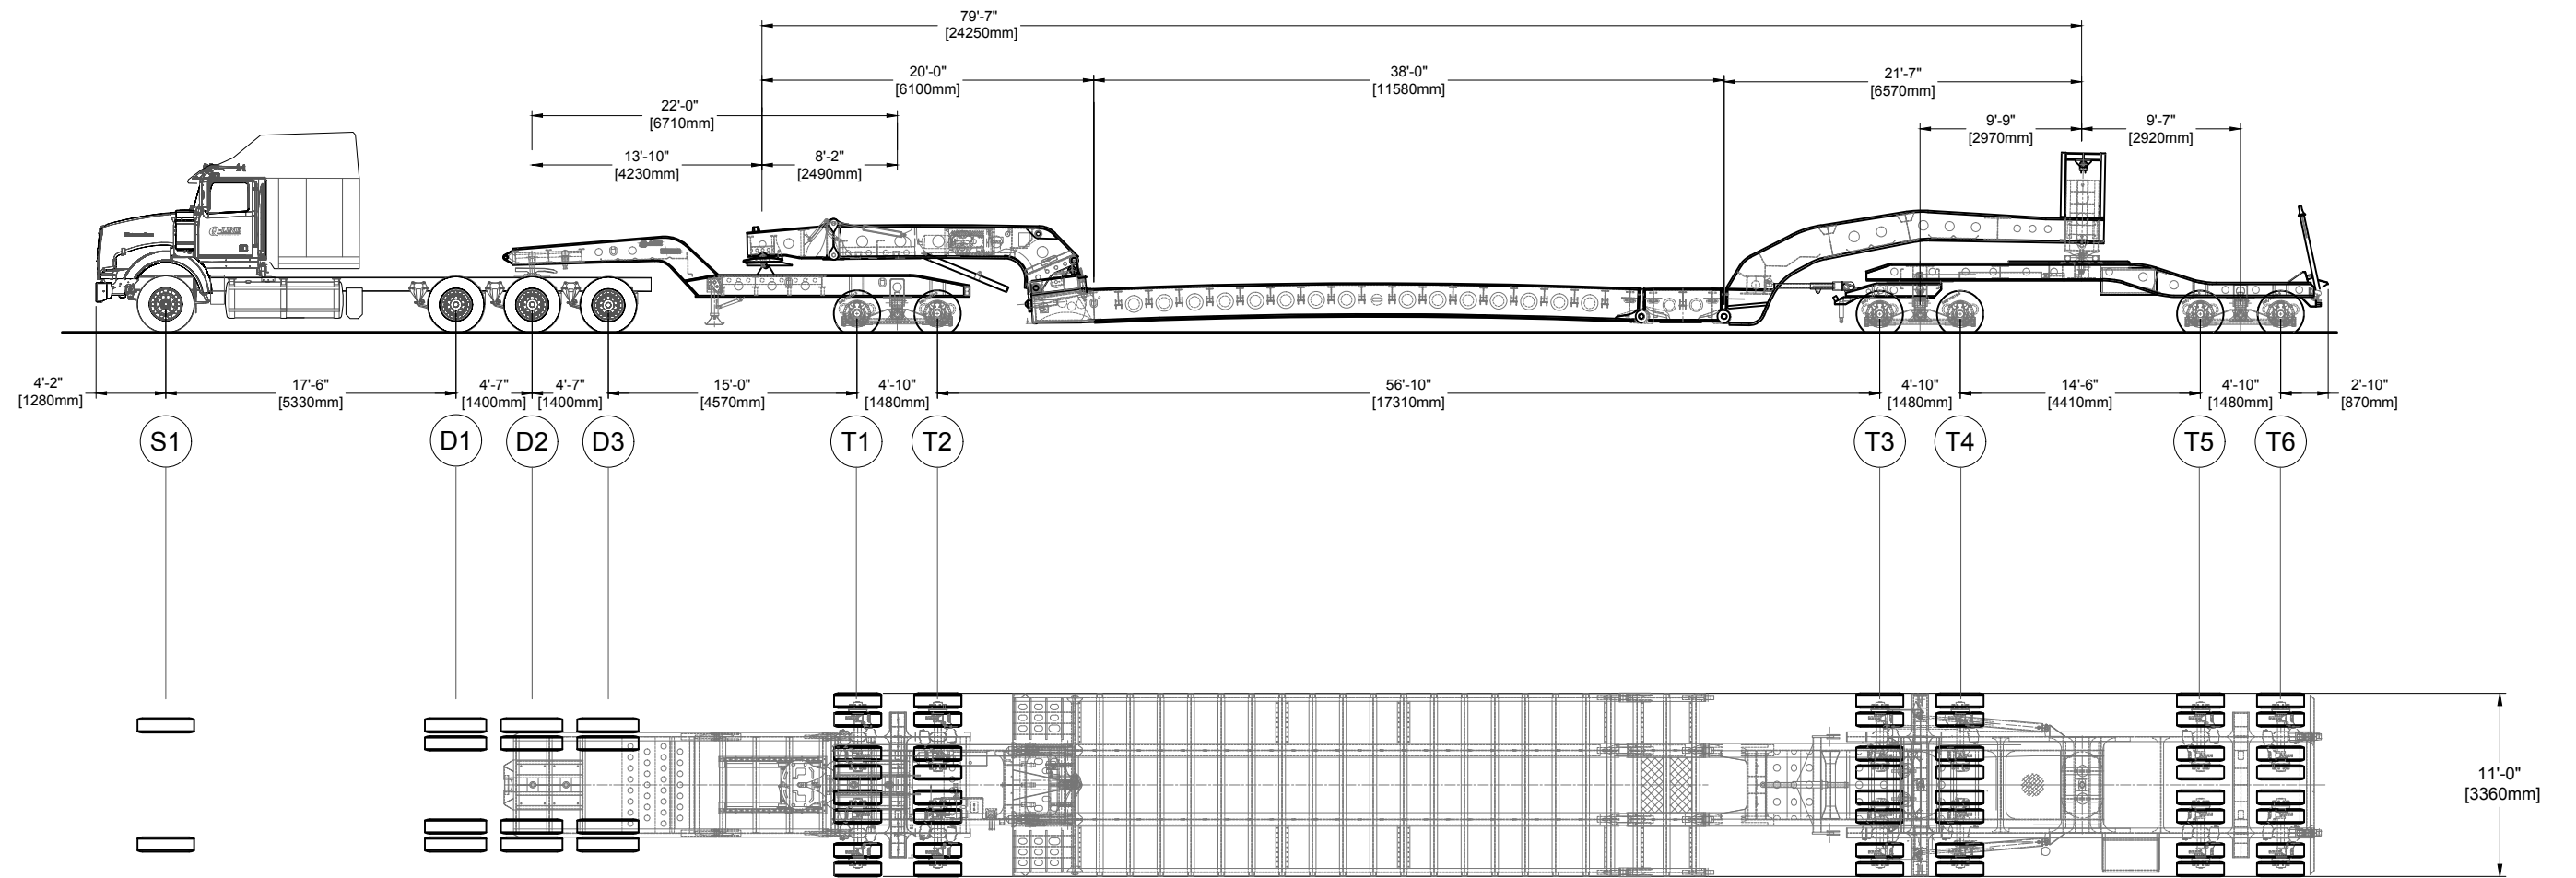 79'-7"
[24250mm]
20'-0"
[6100mm]
38'-0"
[11580mm]
21'-7"
[6570mm]
22'-0"
[6710mm]
9'-9"
[2970mm]
9'-7"
[2920mm]
13'-10"
[4230mm]
8'-2"
[2490mm]
Q-LINE
4'-2"
[1280mm]
17'-6"
[5330mm]
4'-7"
[1400mm]
4'-7"
[1400mm]
15'-0"
[4570mm]
4'-10"
[1480mm]
56'-10"
[17310mm]
4'-10"
[1480mm]
14'-6"
[4410mm]
4'-10"
[1480mm]
2'-10"
[870mm]
S1
D1
D2
D3
T1
T2
T3
T4
T5
T6
11'-0"
[3360mm]